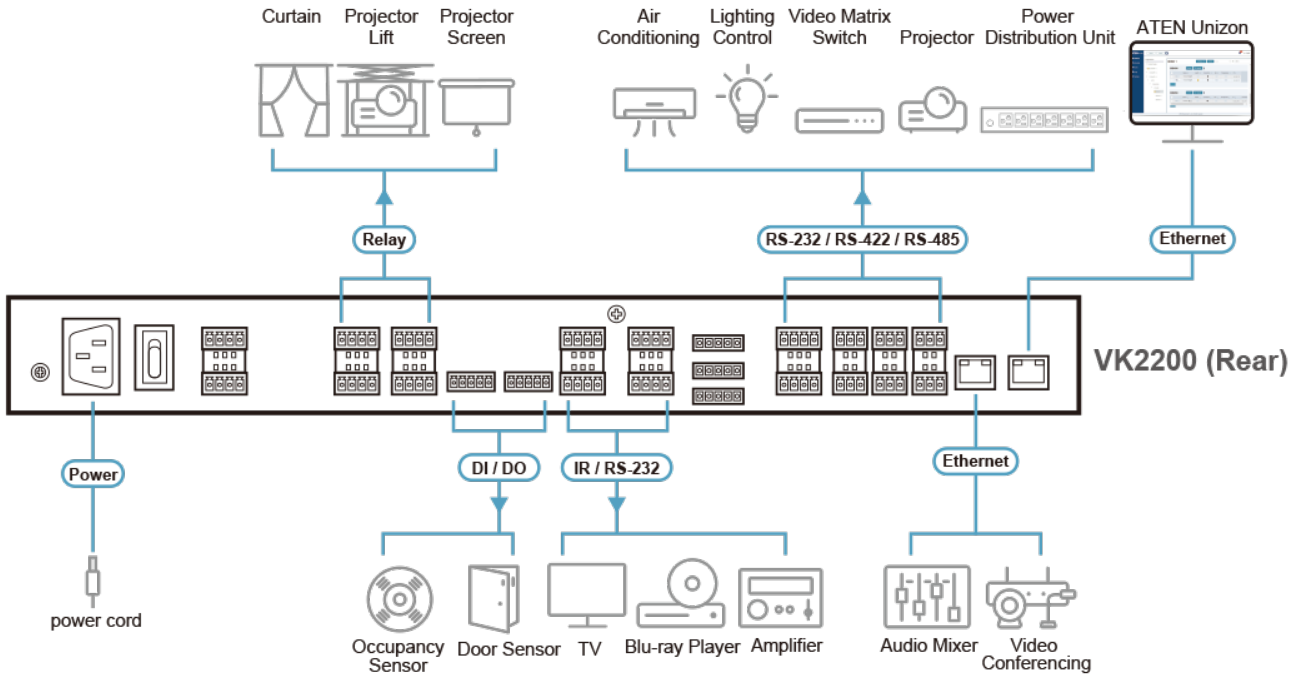 Curtain
Projector
Lift
Projector
Screen
Air
Conditioning
Lighting
Control
Video Matrix
Switch
Projector
Power
Distribution Unit
ATEN Unizon
Relay
RS-232 / RS-422 / RS-485
Ethernet
VK2200 (Rear)
Power
DI / DO
IR / RS-232
Ethernet
power cord
Occupancy
Sensor
Door Sensor
TV
Blu-ray Player
Amplifier
Audio Mixer
Video
Conferencing